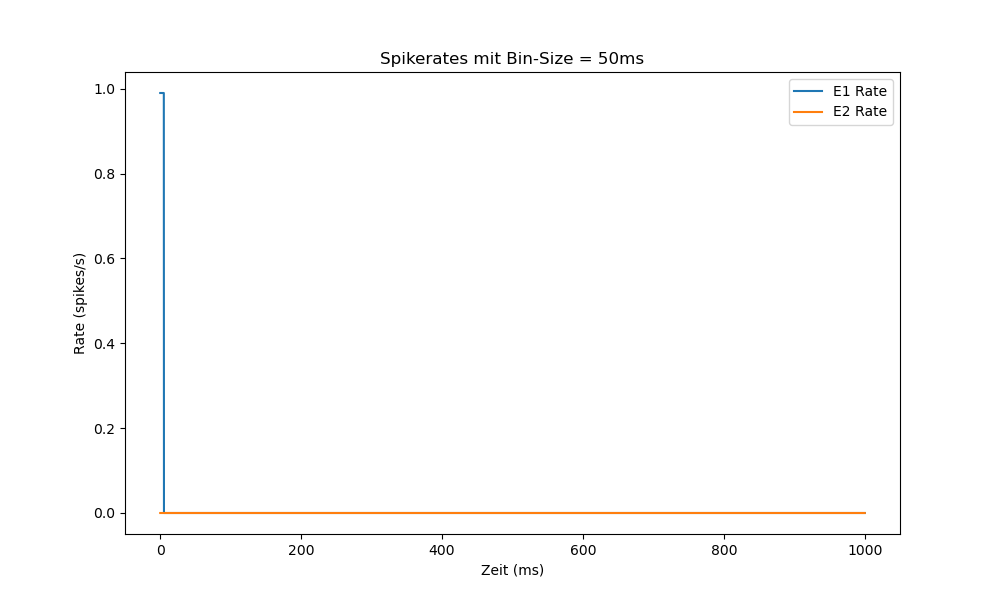 Spikerates mit Bin-Size = 50ms
E1 Rate
E2 Rate
1.0
0.8
0.6
0.4
0.2
0.0
Rate (spikes/s)
0 200 400 600 800 1000
Zeit (ms)